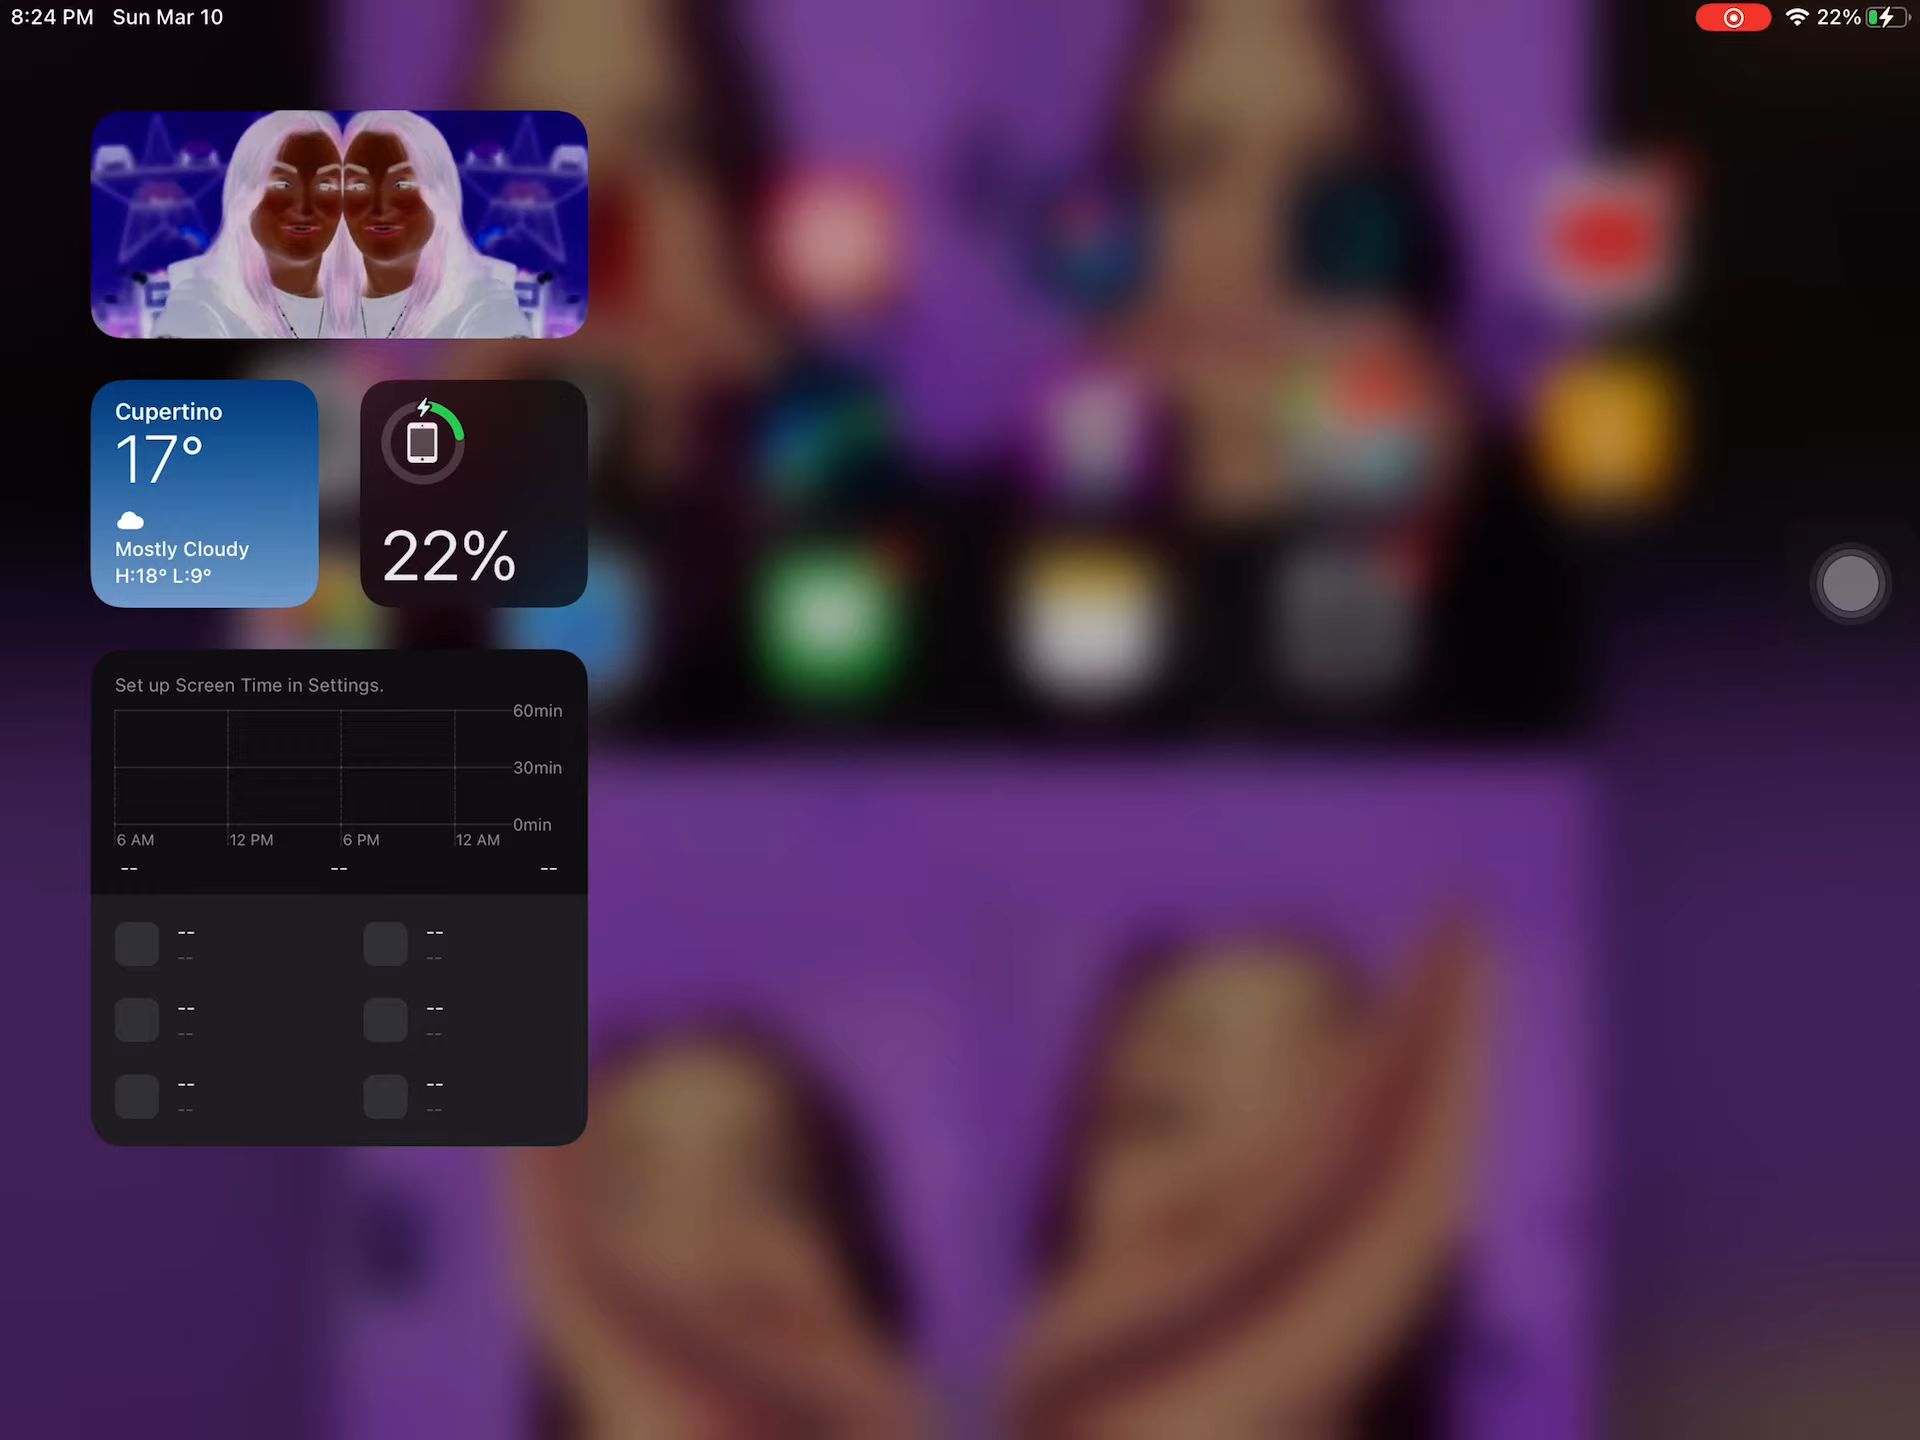 8:24 PM Sun Mar 10
22%
Cupertino
17°
Mostly Cloudy
H:18° L:9°
22%
Set up Screen Time in Settings.
60min
30min
0min
6 AM 12 PM 6 PM 12 AM
-- -- --
-- --
-- --
-- --
-- --
-- --
-- --